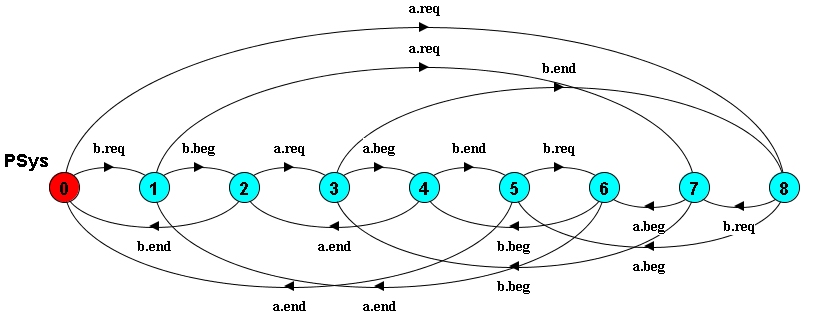 a.req
a.req
b.end
b.req b.beg a.req a.beg b.end b.req
PSys
0 1 2 3 4 5 6 7 8
a.beg b.req
b.end a.end b.beg
a.beg
b.beg
a.end a.end